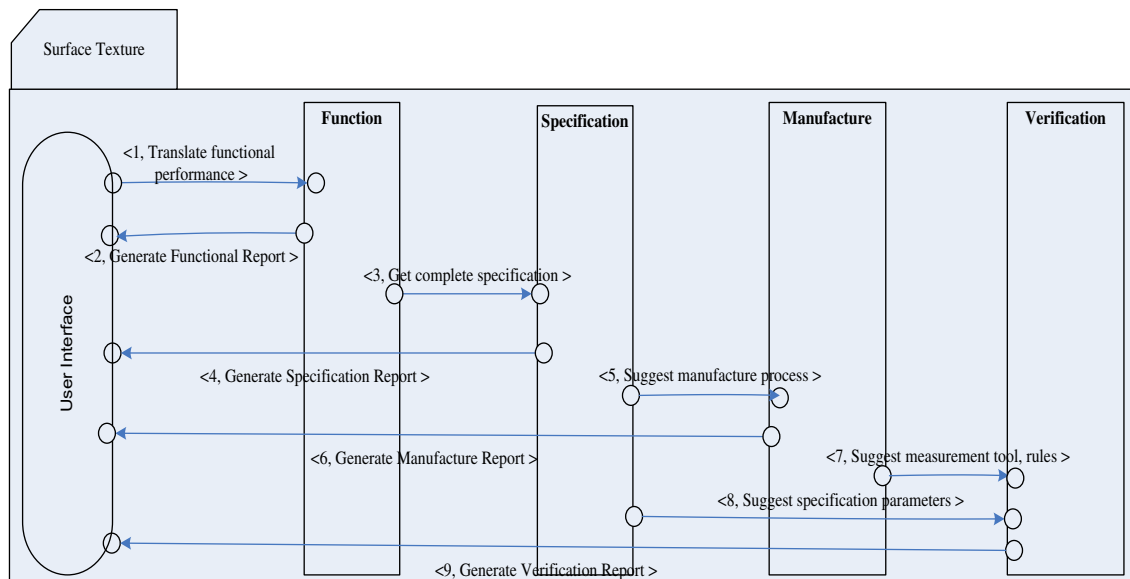 Surface Texture
Function
Specification
Manufacture
Verification
<1, Translate functional
performance >
<2, Generate Functional Report >
<3, Get complete specification >
User Interface
<4, Generate Specification Report >
<5, Suggest manufacture process >
<6, Generate Manufacture Report >
<7, Suggest measurement tool, rules >
<8, Suggest specification parameters >
<9, Generate Verification Report >